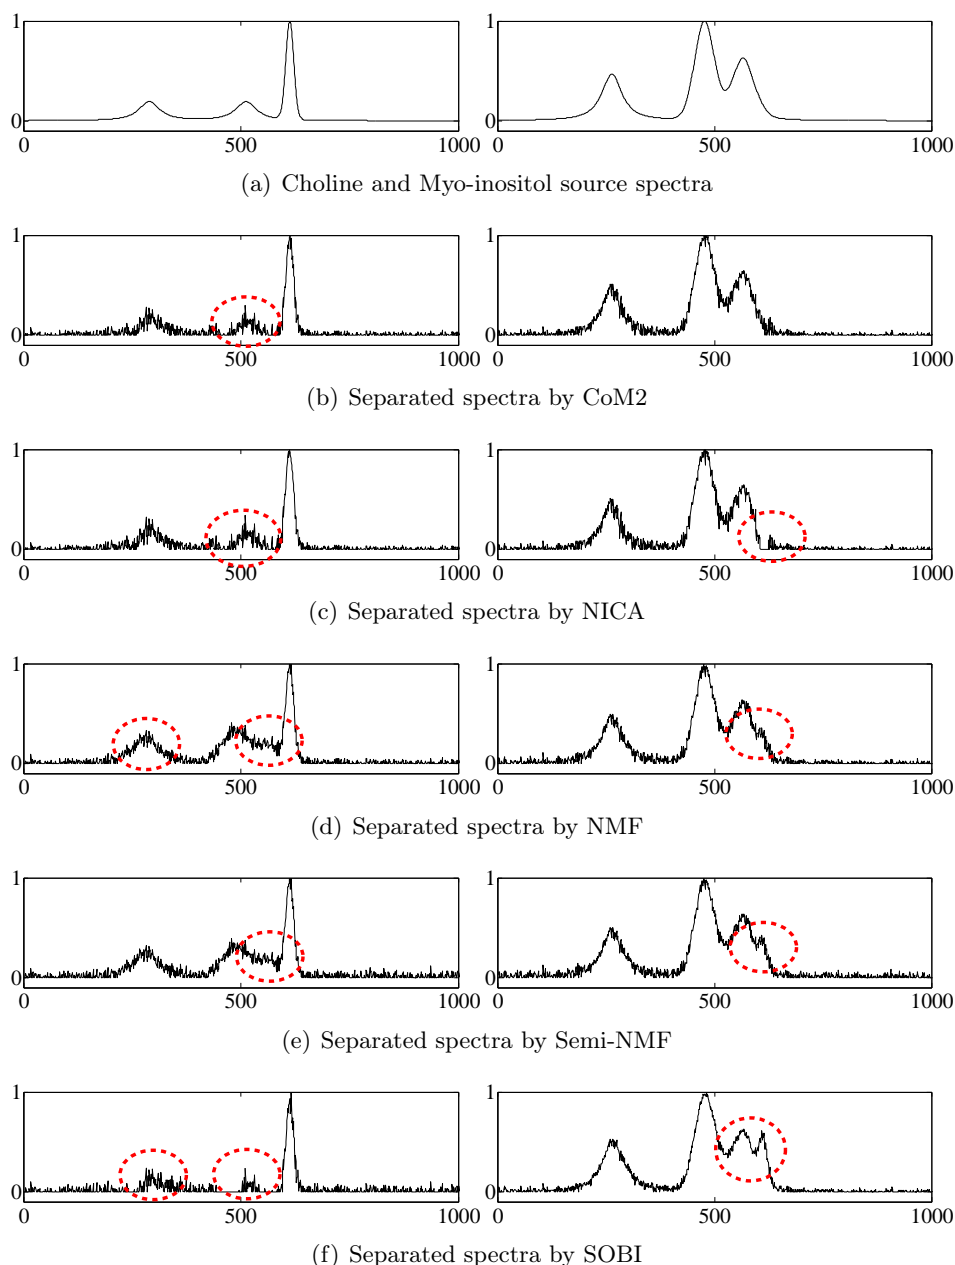 1
0
0 500 1000
1
0
0 500 1000
(a) Choline and Myo-inositol source spectra
1
0
0 500 1000
1
0
0 500 1000
(b) Separated spectra by CoM2
1
0
0 500 1000
1
0
0 500 1000
(c) Separated spectra by NICA
1
0
0 500 1000
1
0
0 500 1000
(d) Separated spectra by NMF
1
0
0 500 1000
1
0
0 500 1000
(e) Separated spectra by Semi-NMF
1
0
0 500 1000
1
0
0 500 1000
(f) Separated spectra by SOBI